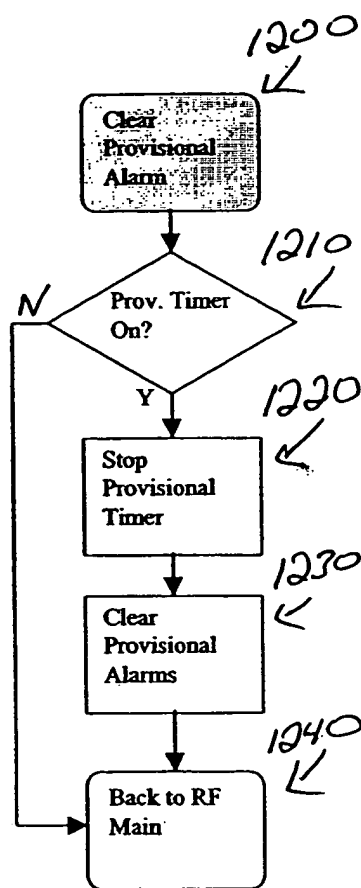 1200
Clear
Provisional
Alarm
1210
N
Prov. Timer
On?
Y
1220
Stop
Provisional
Timer
1230
Clear
Provisional
Alarms
1240
Back to RF
Main